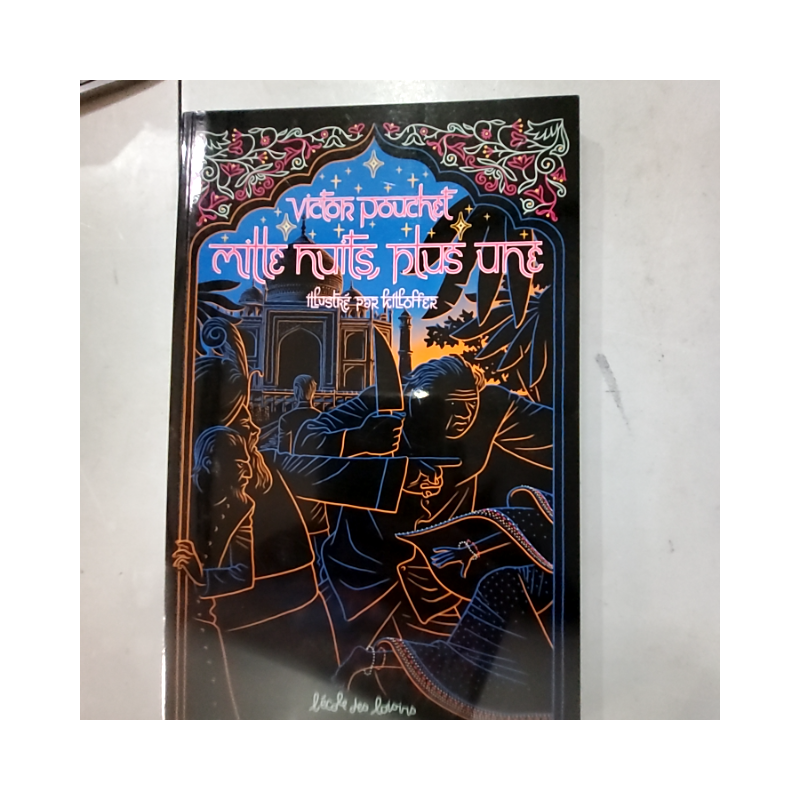 Victor Pouchet
Mille nuits, plus une
illustré par Killoffer
l'école des loisirs